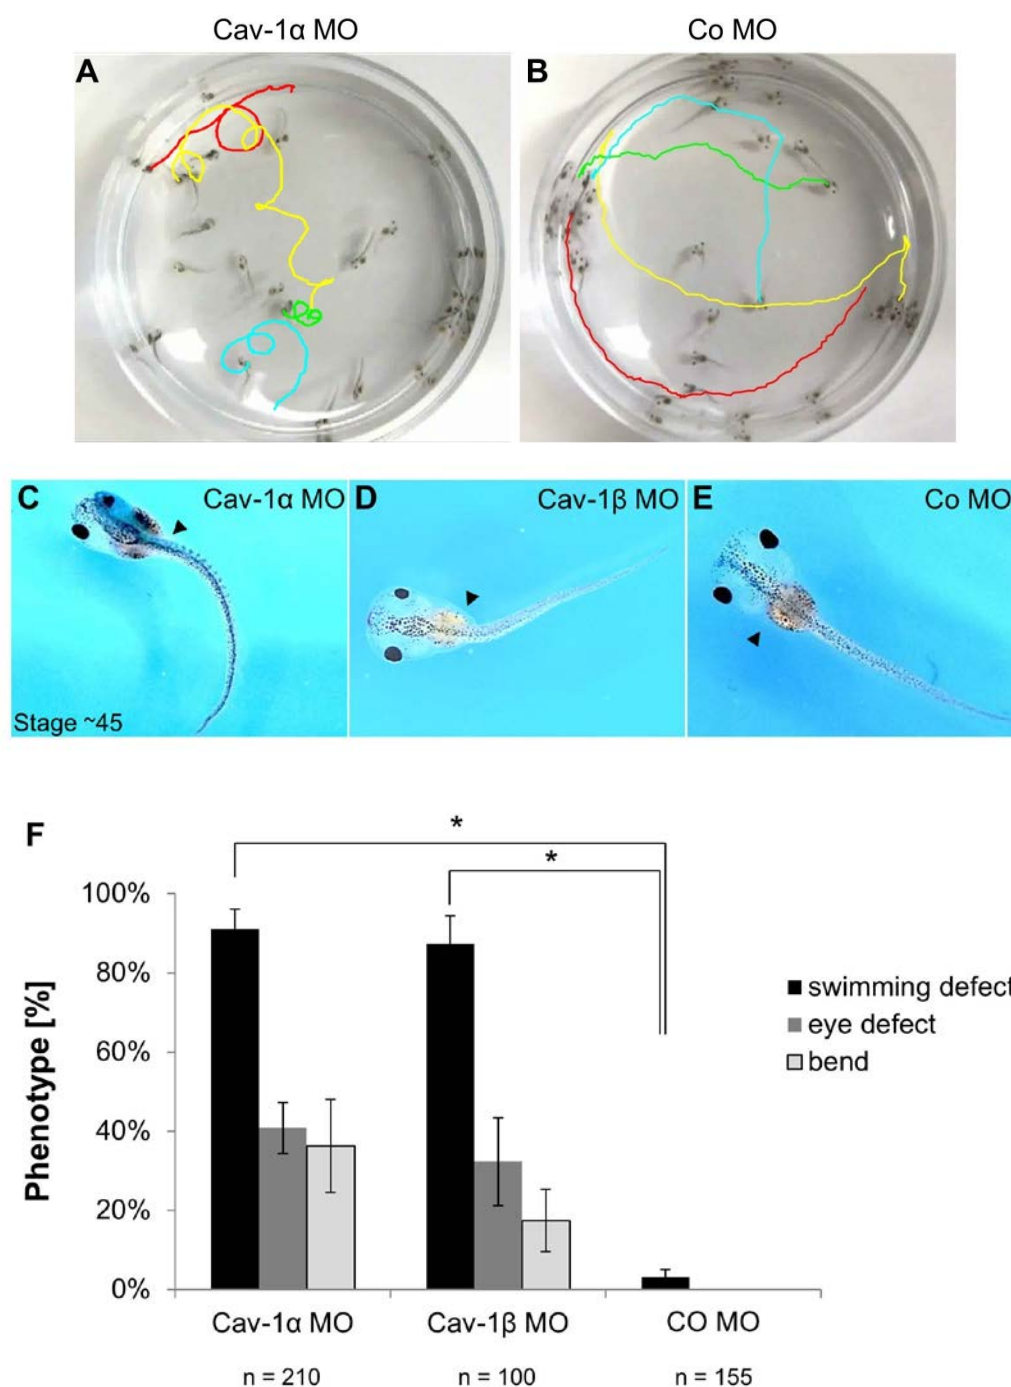 Cav-1α MO Co MO
A B
C Cav-1α MO D Cav-1β MO E Co MO
Stage ~45
F
*
*
100%
80%
60%
40%
20%
0%
Phenotype [%]
swimming defect
eye defect
bend
Cav-1α MO Cav-1β MO CO MO
n = 210 n = 100 n = 155